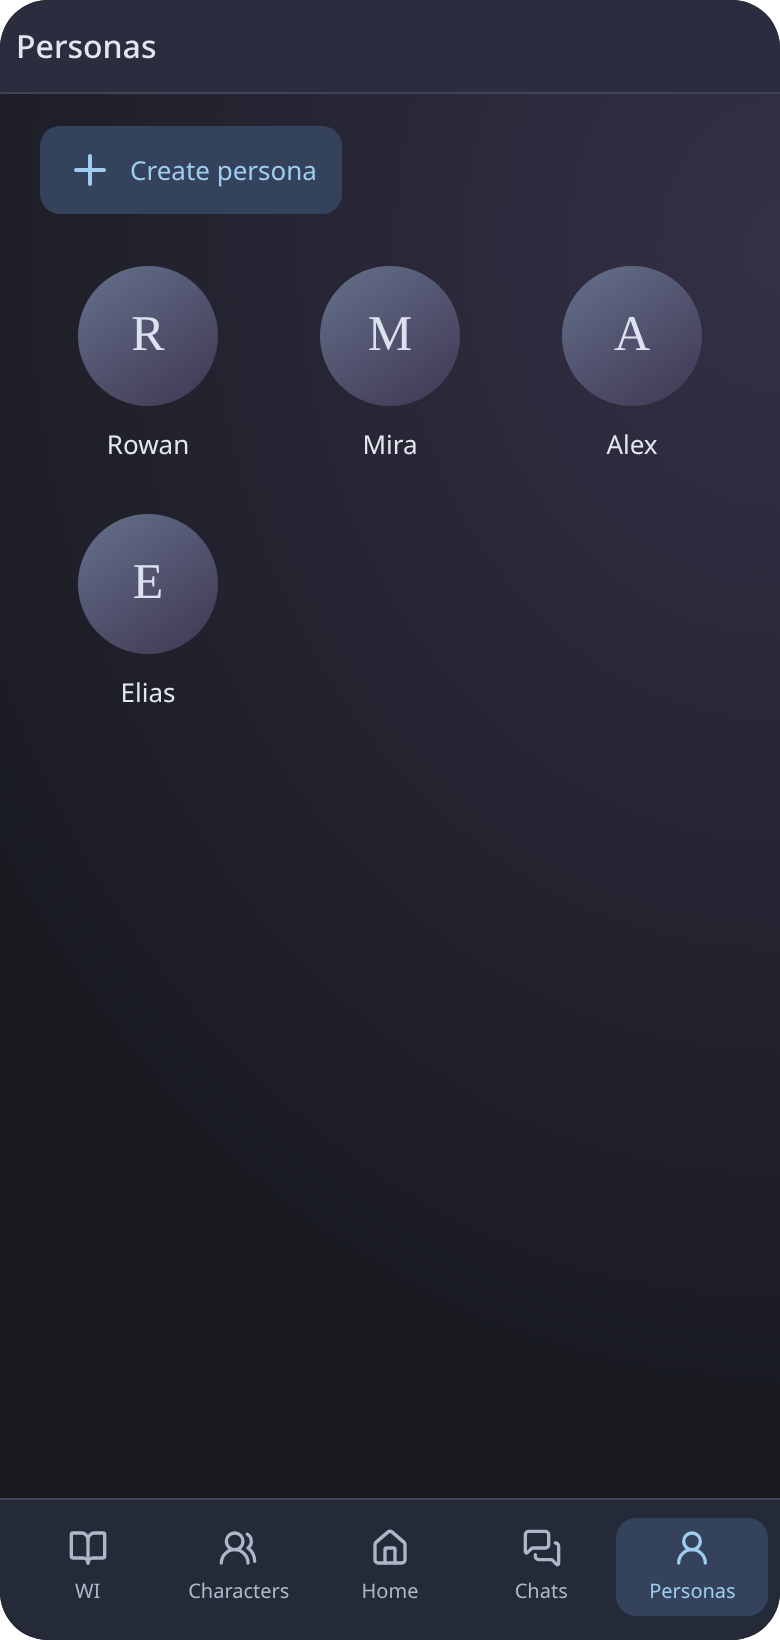 Personas
Create persona
R
M
A
Rowan
Mira
Alex
E
Elias
WI
Characters
Home
Chats
Personas